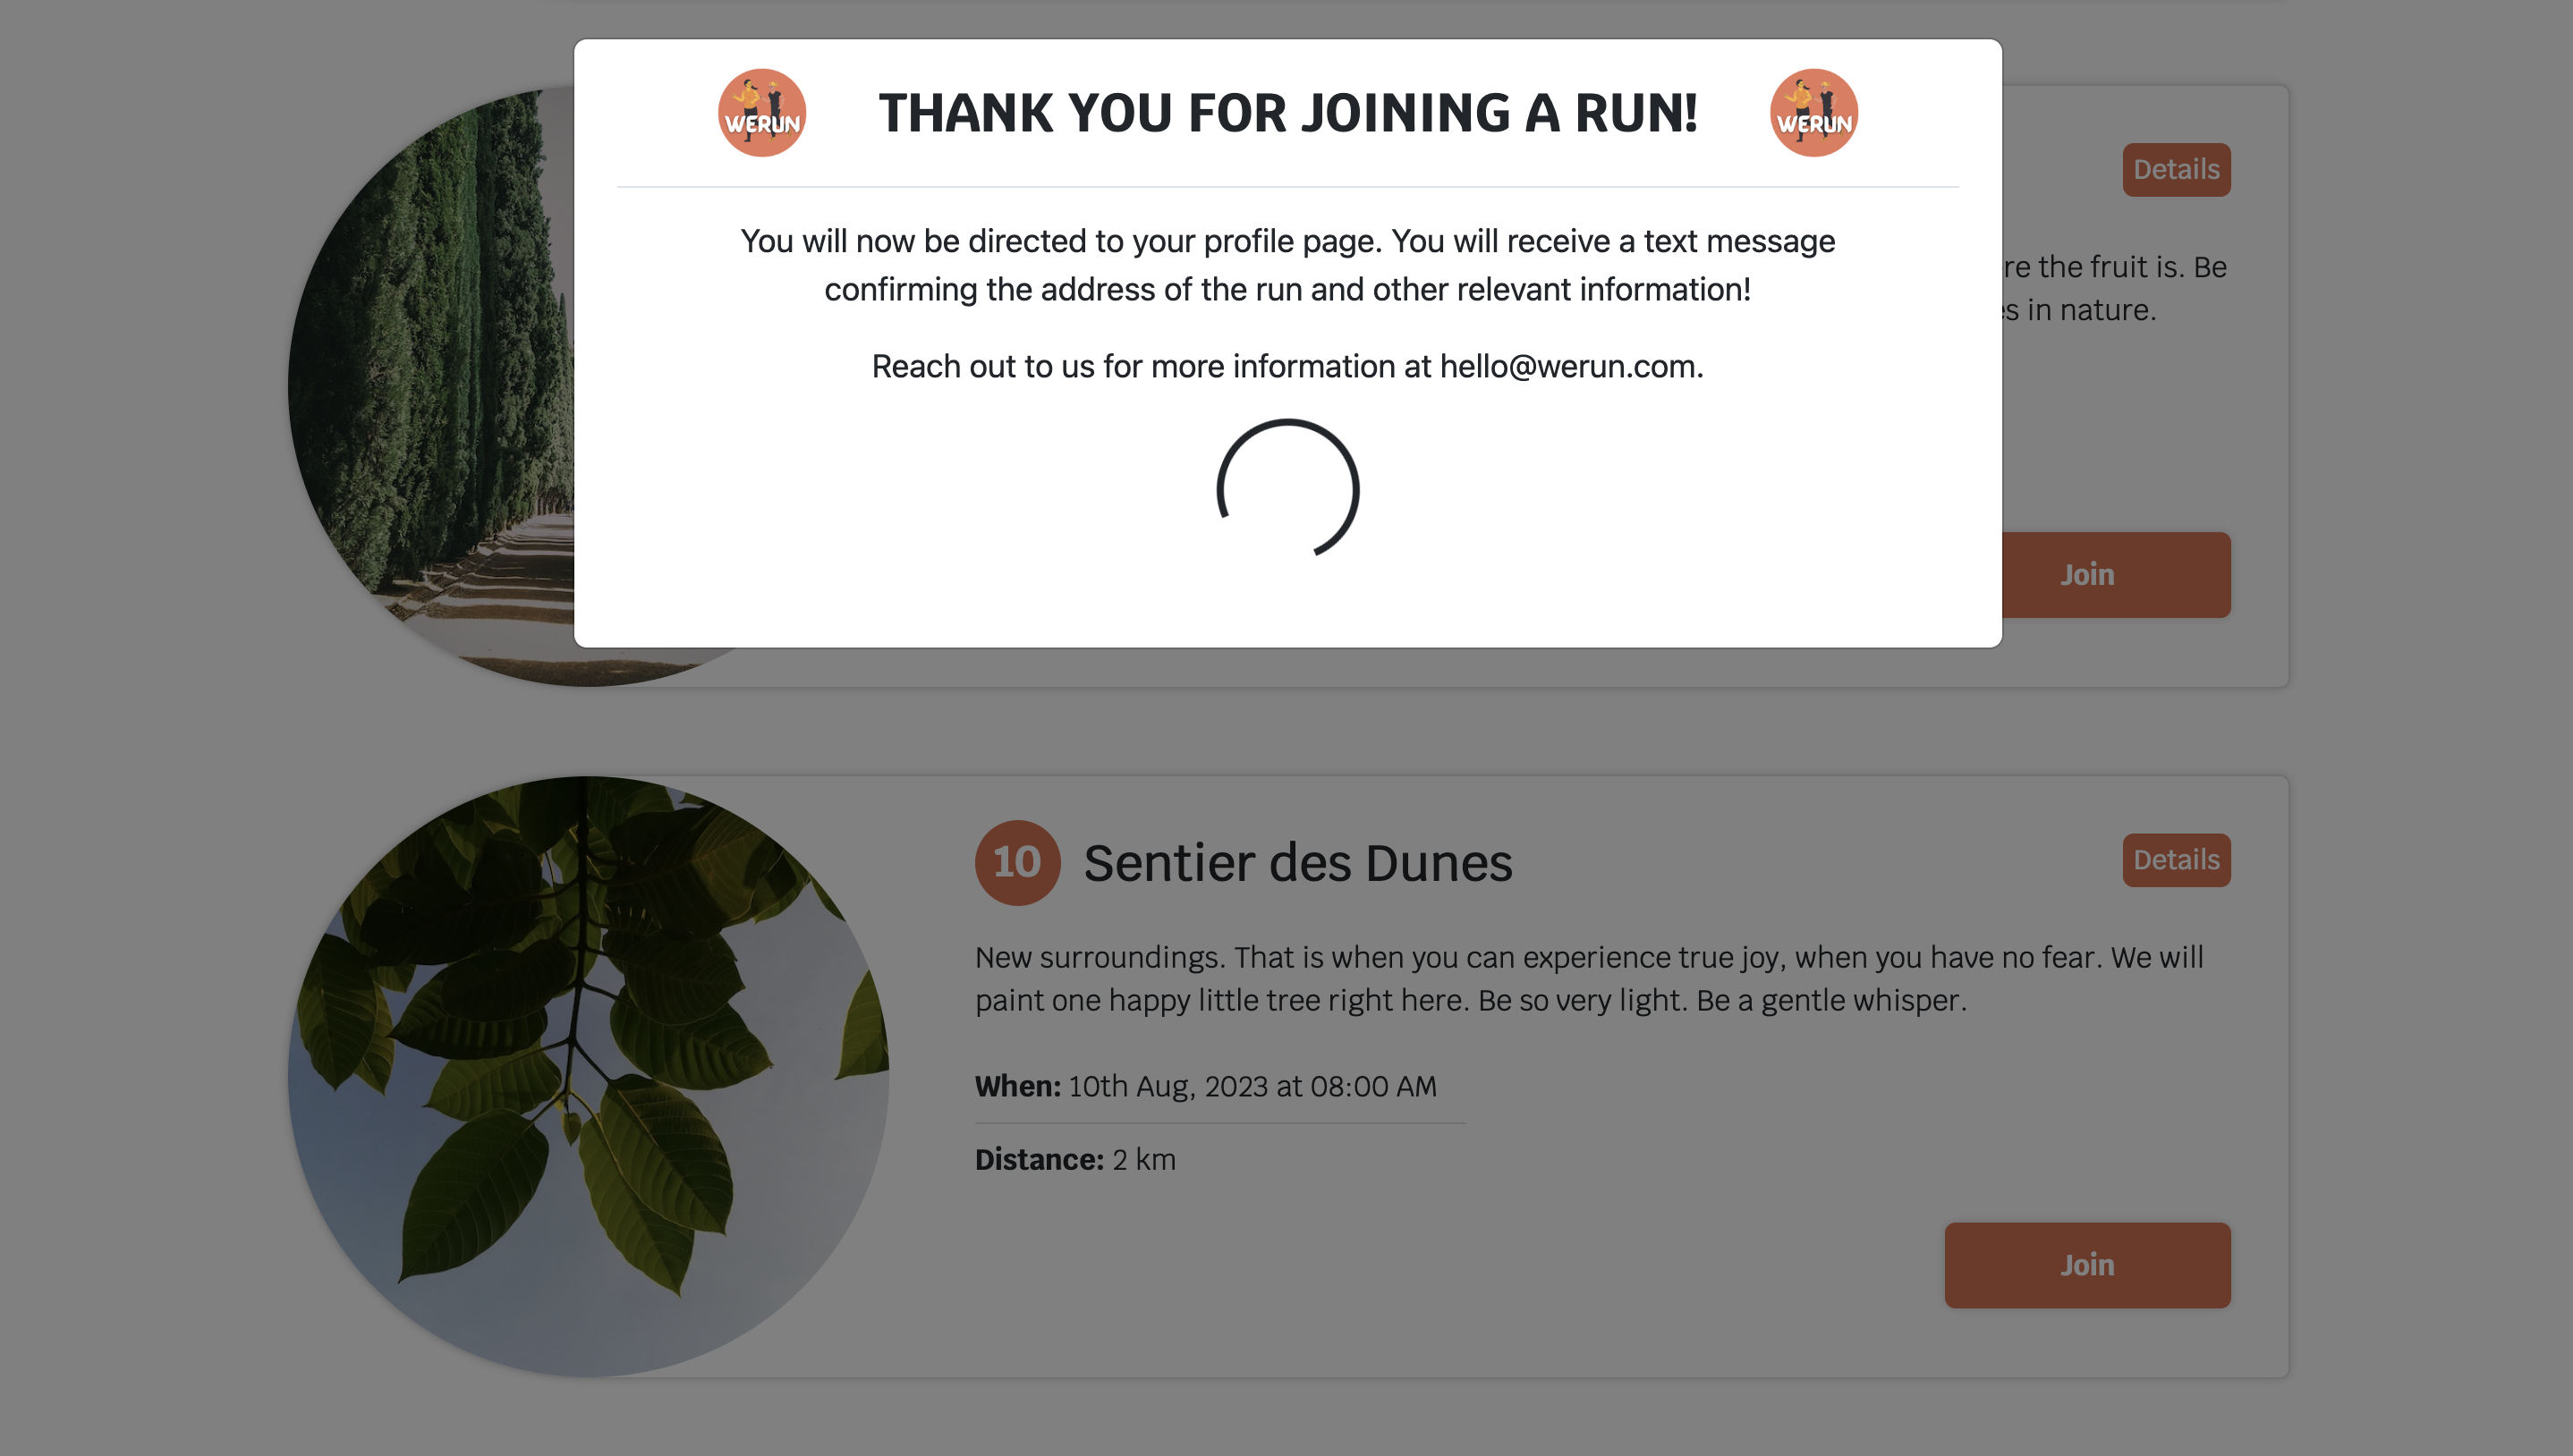 WERUN
THANK YOU FOR JOINING A RUN!
WERUN
You will now be directed to your profile page. You will receive a text message
confirming the address of the run and other relevant information!
Reach out to us for more information at hello@werun.com.
Details
the fruit is. Be
in nature.
Join
10 Sentier des Dunes
Details
New surroundings. That is when you can experience true joy, when you have no fear. We will
paint one happy little tree right here. Be so very light. Be a gentle whisper.
When: 10th Aug, 2023 at 08:00 AM
Distance: 2 km
Join